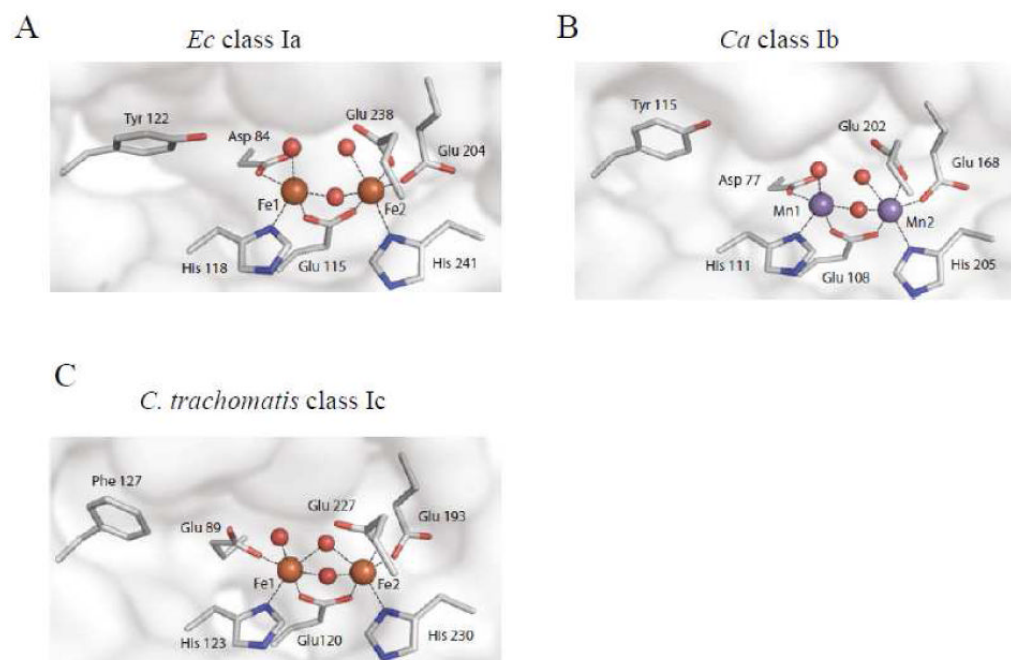 A
Ec class Ia
Tyr 122
Asp 84
Glu 238
Glu 204
Fe1
Fe2
His 118
Glu 115
His 241
B
Ca class Ib
Tyr 115
Asp 77
Glu 202
Glu 168
Mn1
Mn2
His 111
Glu 108
His 205
C
C. trachomatis class Ic
Phe 127
Glu 89
Glu 227
Glu 193
Fe1
Fe2
His 123
Glu120
His 230